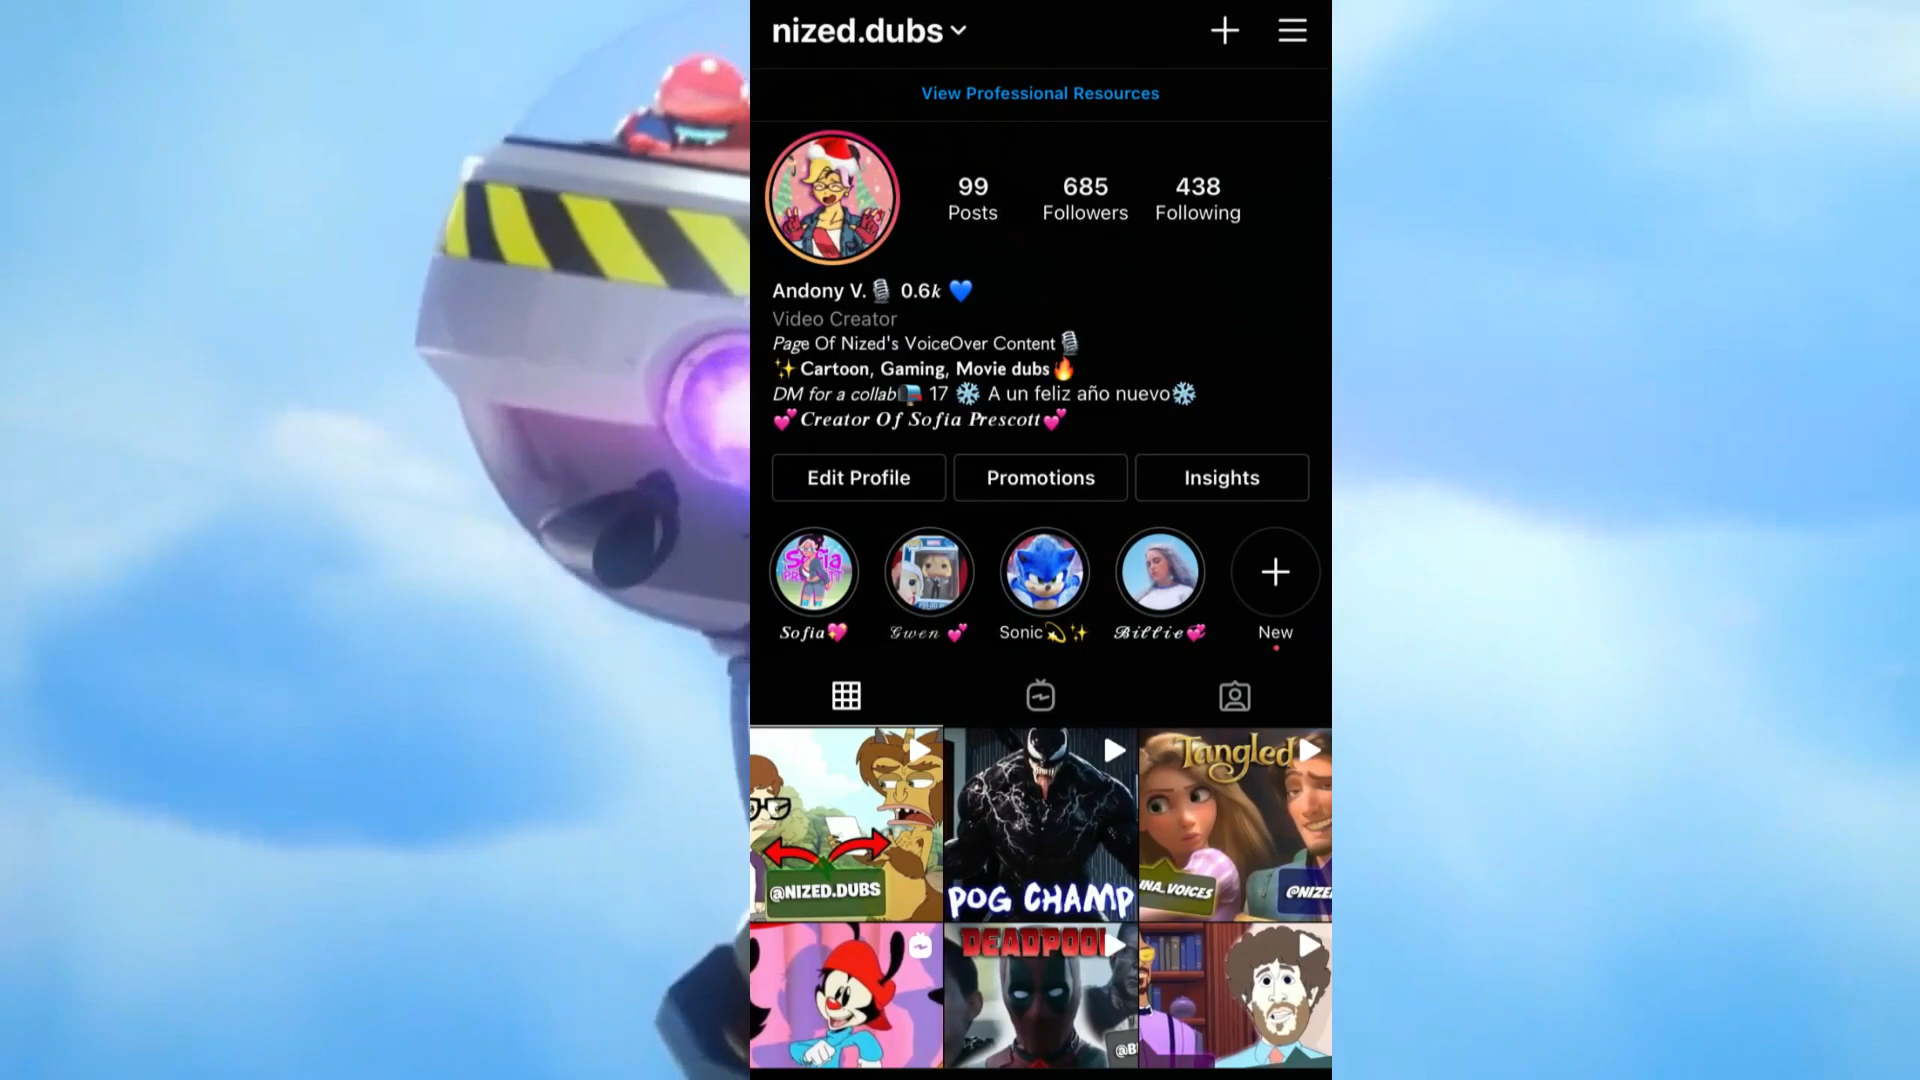 nized.dubs
View Professional Resources
99 685 438
Posts Followers Following
Andony V.🎙️ 0.6k 💙
Video Creator
Page Of Nized's VoiceOver Content🎙️
✨Cartoon, Gaming, Movie dubs🔥
DM for a collab📪 17 ❄️ A un feliz año nuevo❄️
💕Creator Of Sofia Prescott💕
Edit Profile Promotions Insights
Sofia💖 Gwen 💕 Sonic💫✨ Billie💞 New
Tangled
@NIZED.DUBS
POG CHAMP
NA_VOICES
@NIZE
DEADPOOL
@B